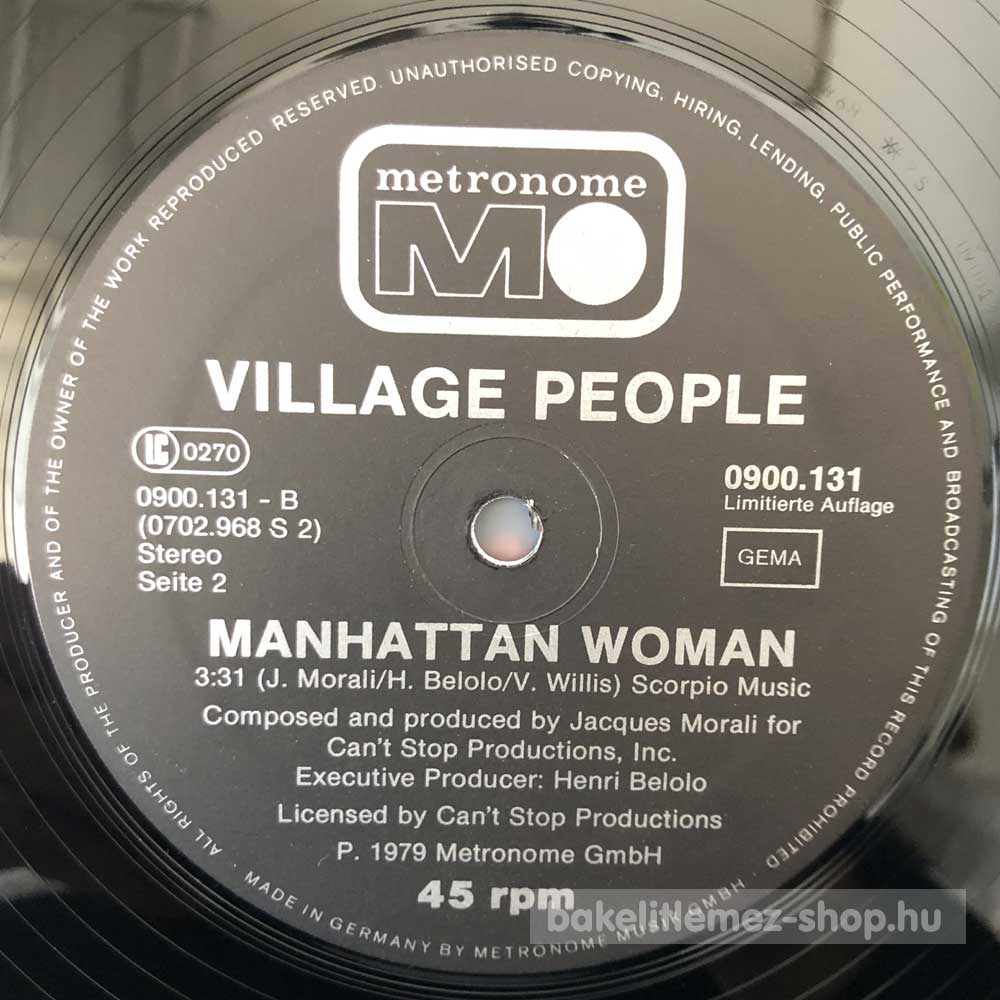 ALL RIGHTS OF THE PRODUCER AND OF THE OWNER OF THE WORK REPRODUCED RESERVED. UNAUTHORISED COPYING, HIRING, LENDING, PUBLIC PERFORMANCE AND BROADCASTING OF THIS RECORD PROHIBITED
metronome
MO
VILLAGE PEOPLE
LC 0270
0900.131 - B
(0702.968 S 2)
Stereo
Seite 2
0900.131
Limitierte Auflage
GEMA
MANHATTAN WOMAN
3:31 (J. Morali/H. Belolo/V. Willis) Scorpio Music
Composed and produced by Jacques Morali for
Can't Stop Productions, Inc.
Executive Producer: Henri Belolo
Licensed by Can't Stop Productions
P. 1979 Metronome GmbH
45 rpm
· MADE IN GERMANY BY METRONOME MUSIK GMBH ·
bakelitlemez-shop.hu